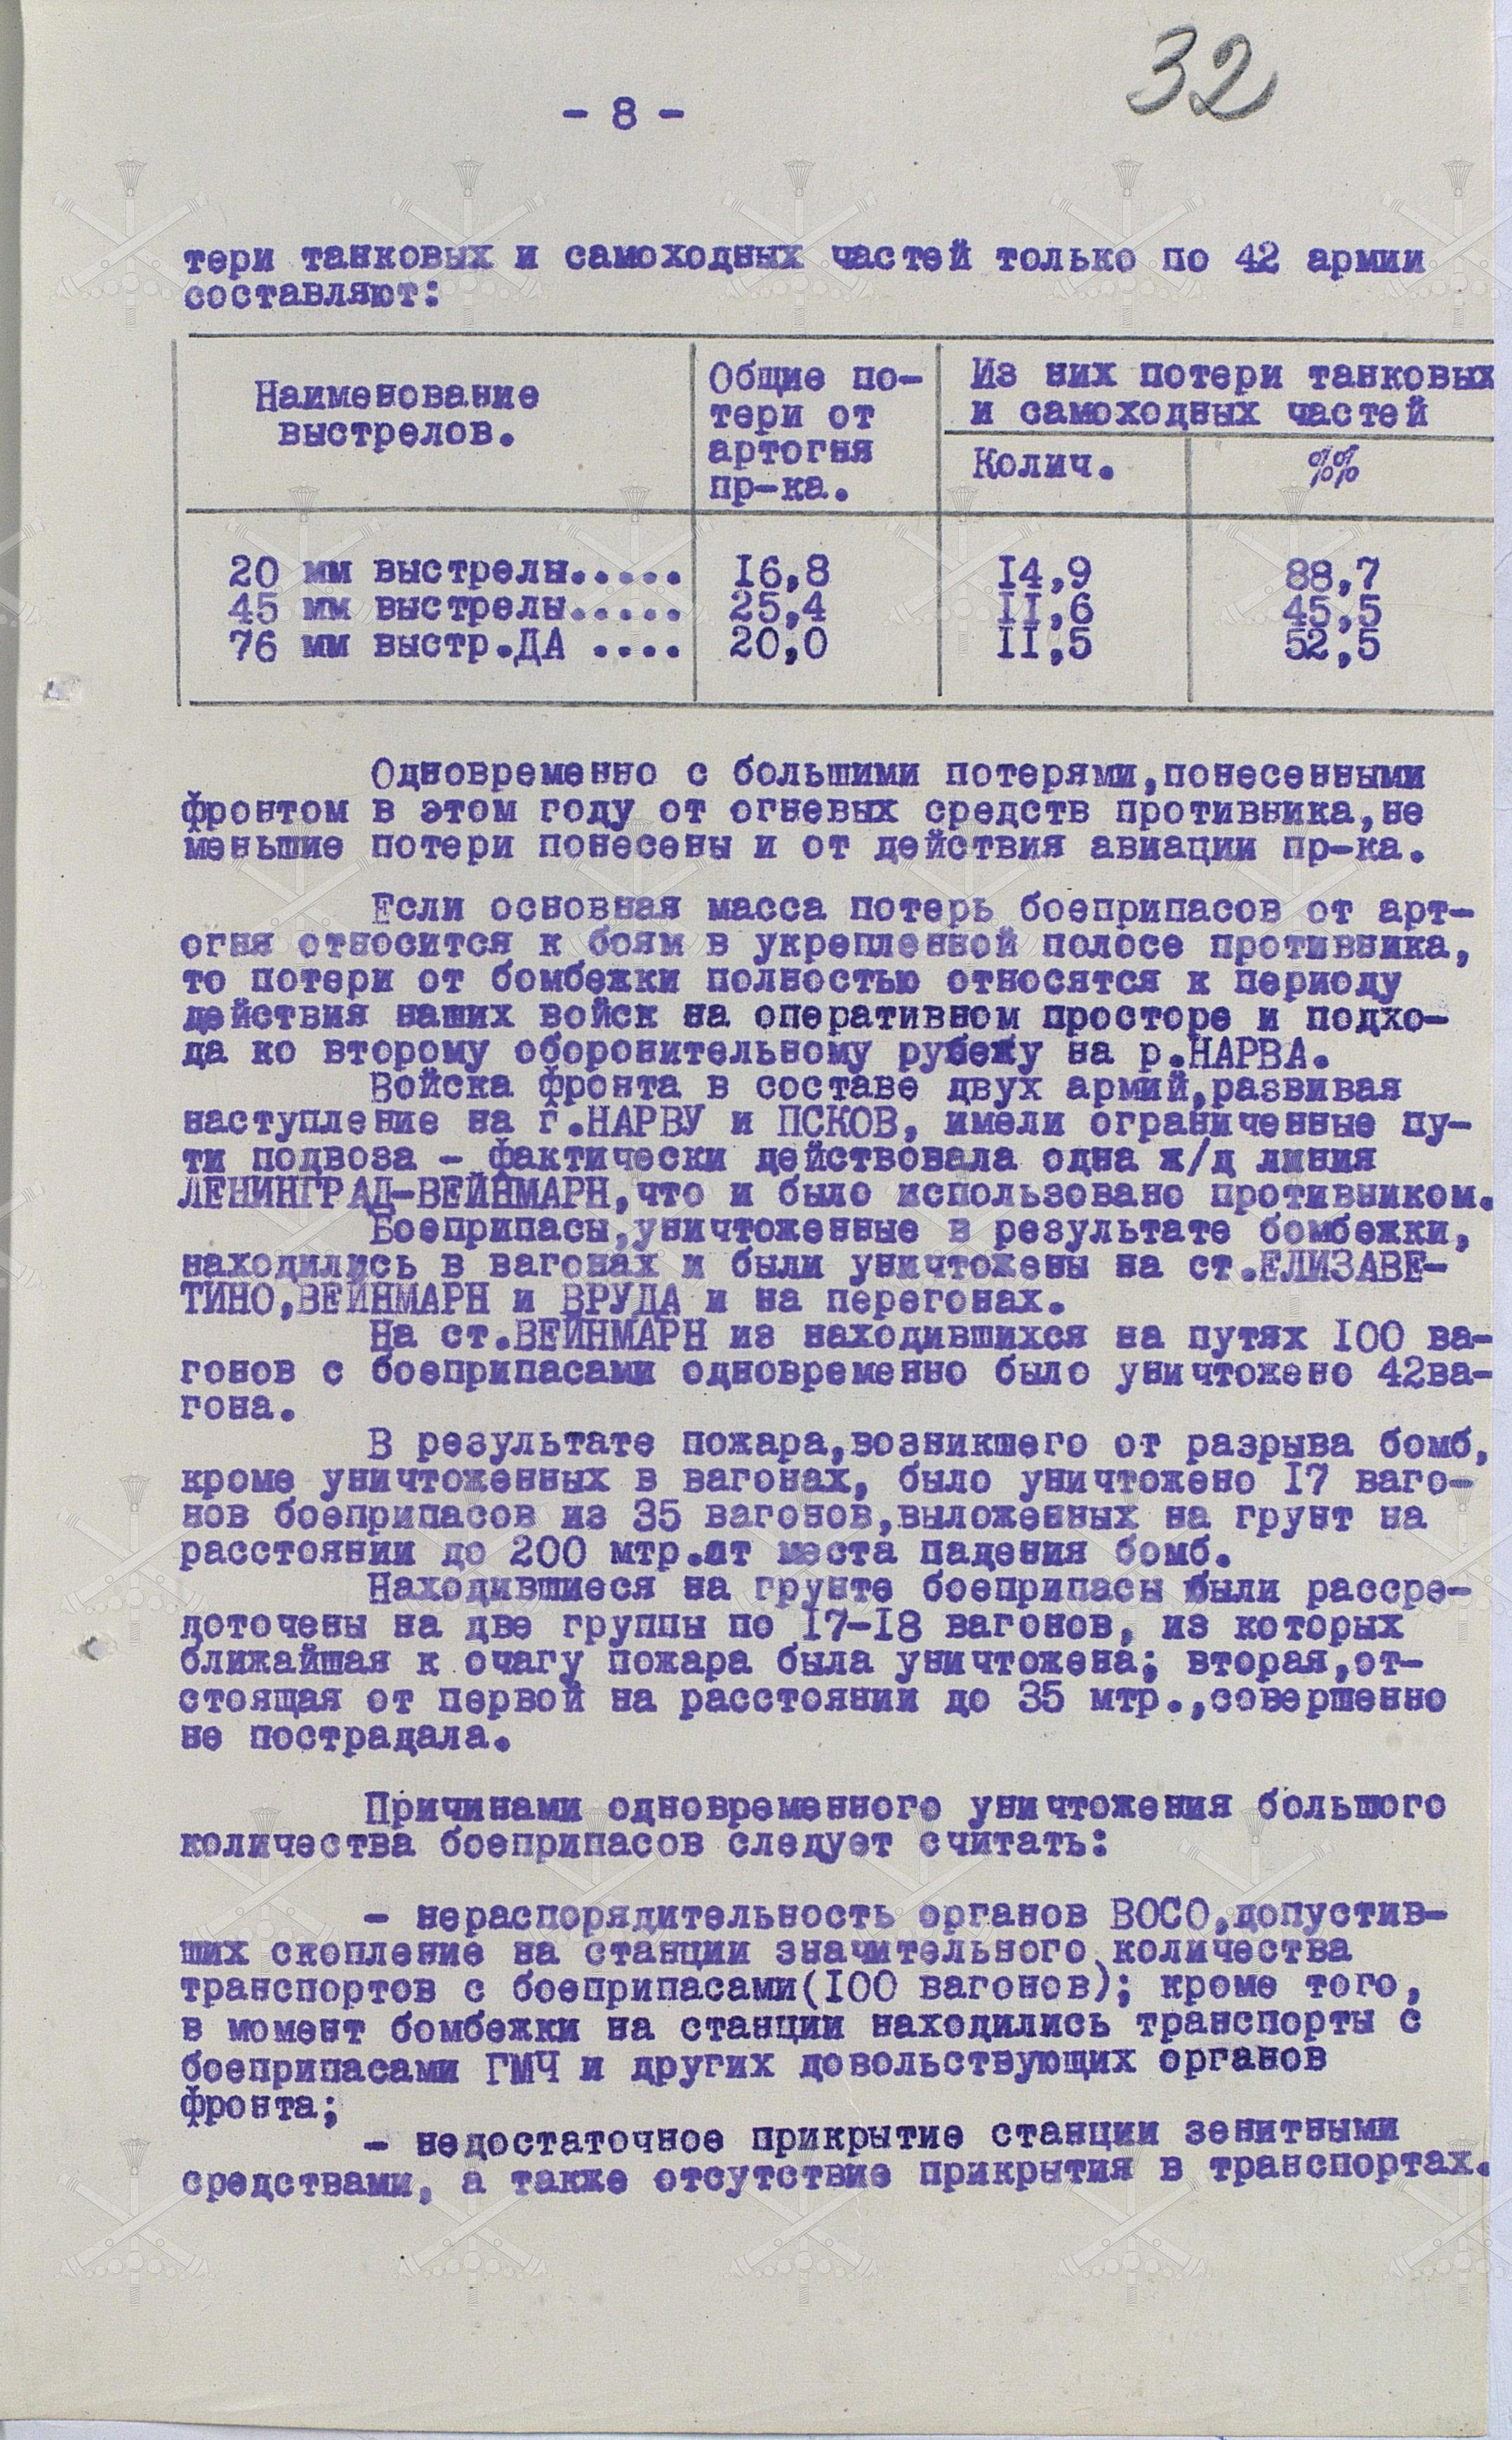 32
- 8 -
тери танковых и самоходных частей только по 42 армии
составляют:
Наименование
выстрелов.
Общие по-
тери от
артогня
пр-ка.
Из них потери танковых
и самоходных частей
Колич. %%
20 мм выстрелы..... 16,8 14,9 88,7
45 мм выстрелы..... 25,4 11,6 45,5
76 мм выстр.ДА .... 20,0 11,5 52,5
Одновременно с большими потерями,понесенными
фронтом в этом году от огневых средств противника,не
меньшие потери понесены и от действия авиации пр-ка.
Если основная масса потерь боеприпасов от арт-
огня относится к боям в укрепленной полосе противника,
то потери от бомбежки полностью относятся к периоду
действия наших войск на оперативном просторе и подхо-
да ко второму оборонительному рубежу на р.НАРВА.
Войска фронта в составе двух армий,развивая
наступление на г.НАРВУ и ПСКОВ, имели ограниченные пу-
ти подвоза - фактически действовала одна ж/д линия
ЛЕНИНГРАД-ВЕЙНМАРН,что и было использовано противником.
Боеприпасы,уничтоженные в результате бомбежки,
находились в вагонах и были уничтожены на ст.ЕЛИЗАВЕ-
ТИНО,ВЕЙНМАРН и ВРУДА и на перегонах.
На ст.ВЕЙНМАРН из находившихся на путях 100 ва-
гонов с боеприпасами одновременно было уничтожено 42ва-
гона.
В результате пожара,возникшего от разрыва бомб,
кроме уничтоженных в вагонах, было уничтожено 17 ваго-
нов боеприпасов из 35 вагонов,выложенных на грунт на
расстоянии до 200 мтр.от места падения бомб.
Находившиеся на грунте боеприпасы были рассре-
доточены на две группы по 17-18 вагонов, из которых
ближайшая к очагу пожара была уничтожена; вторая,от-
стоящая от первой на расстоянии до 35 мтр.,совершенно
не пострадала.
Причинами одновременного уничтожения большого
количества боеприпасов следует считать:
- нераспорядительность органов ВОСО,допустив-
ших скопление на станции значительного количества
транспортов с боеприпасами(100 вагонов); кроме того,
в момент бомбежки на станции находились транспорты с
боеприпасами ГМЧ и других довольствующих органов
фронта;
- недостаточное прикрытие станции зенитными
средствами, а также отсутствие прикрытия в транспортах.